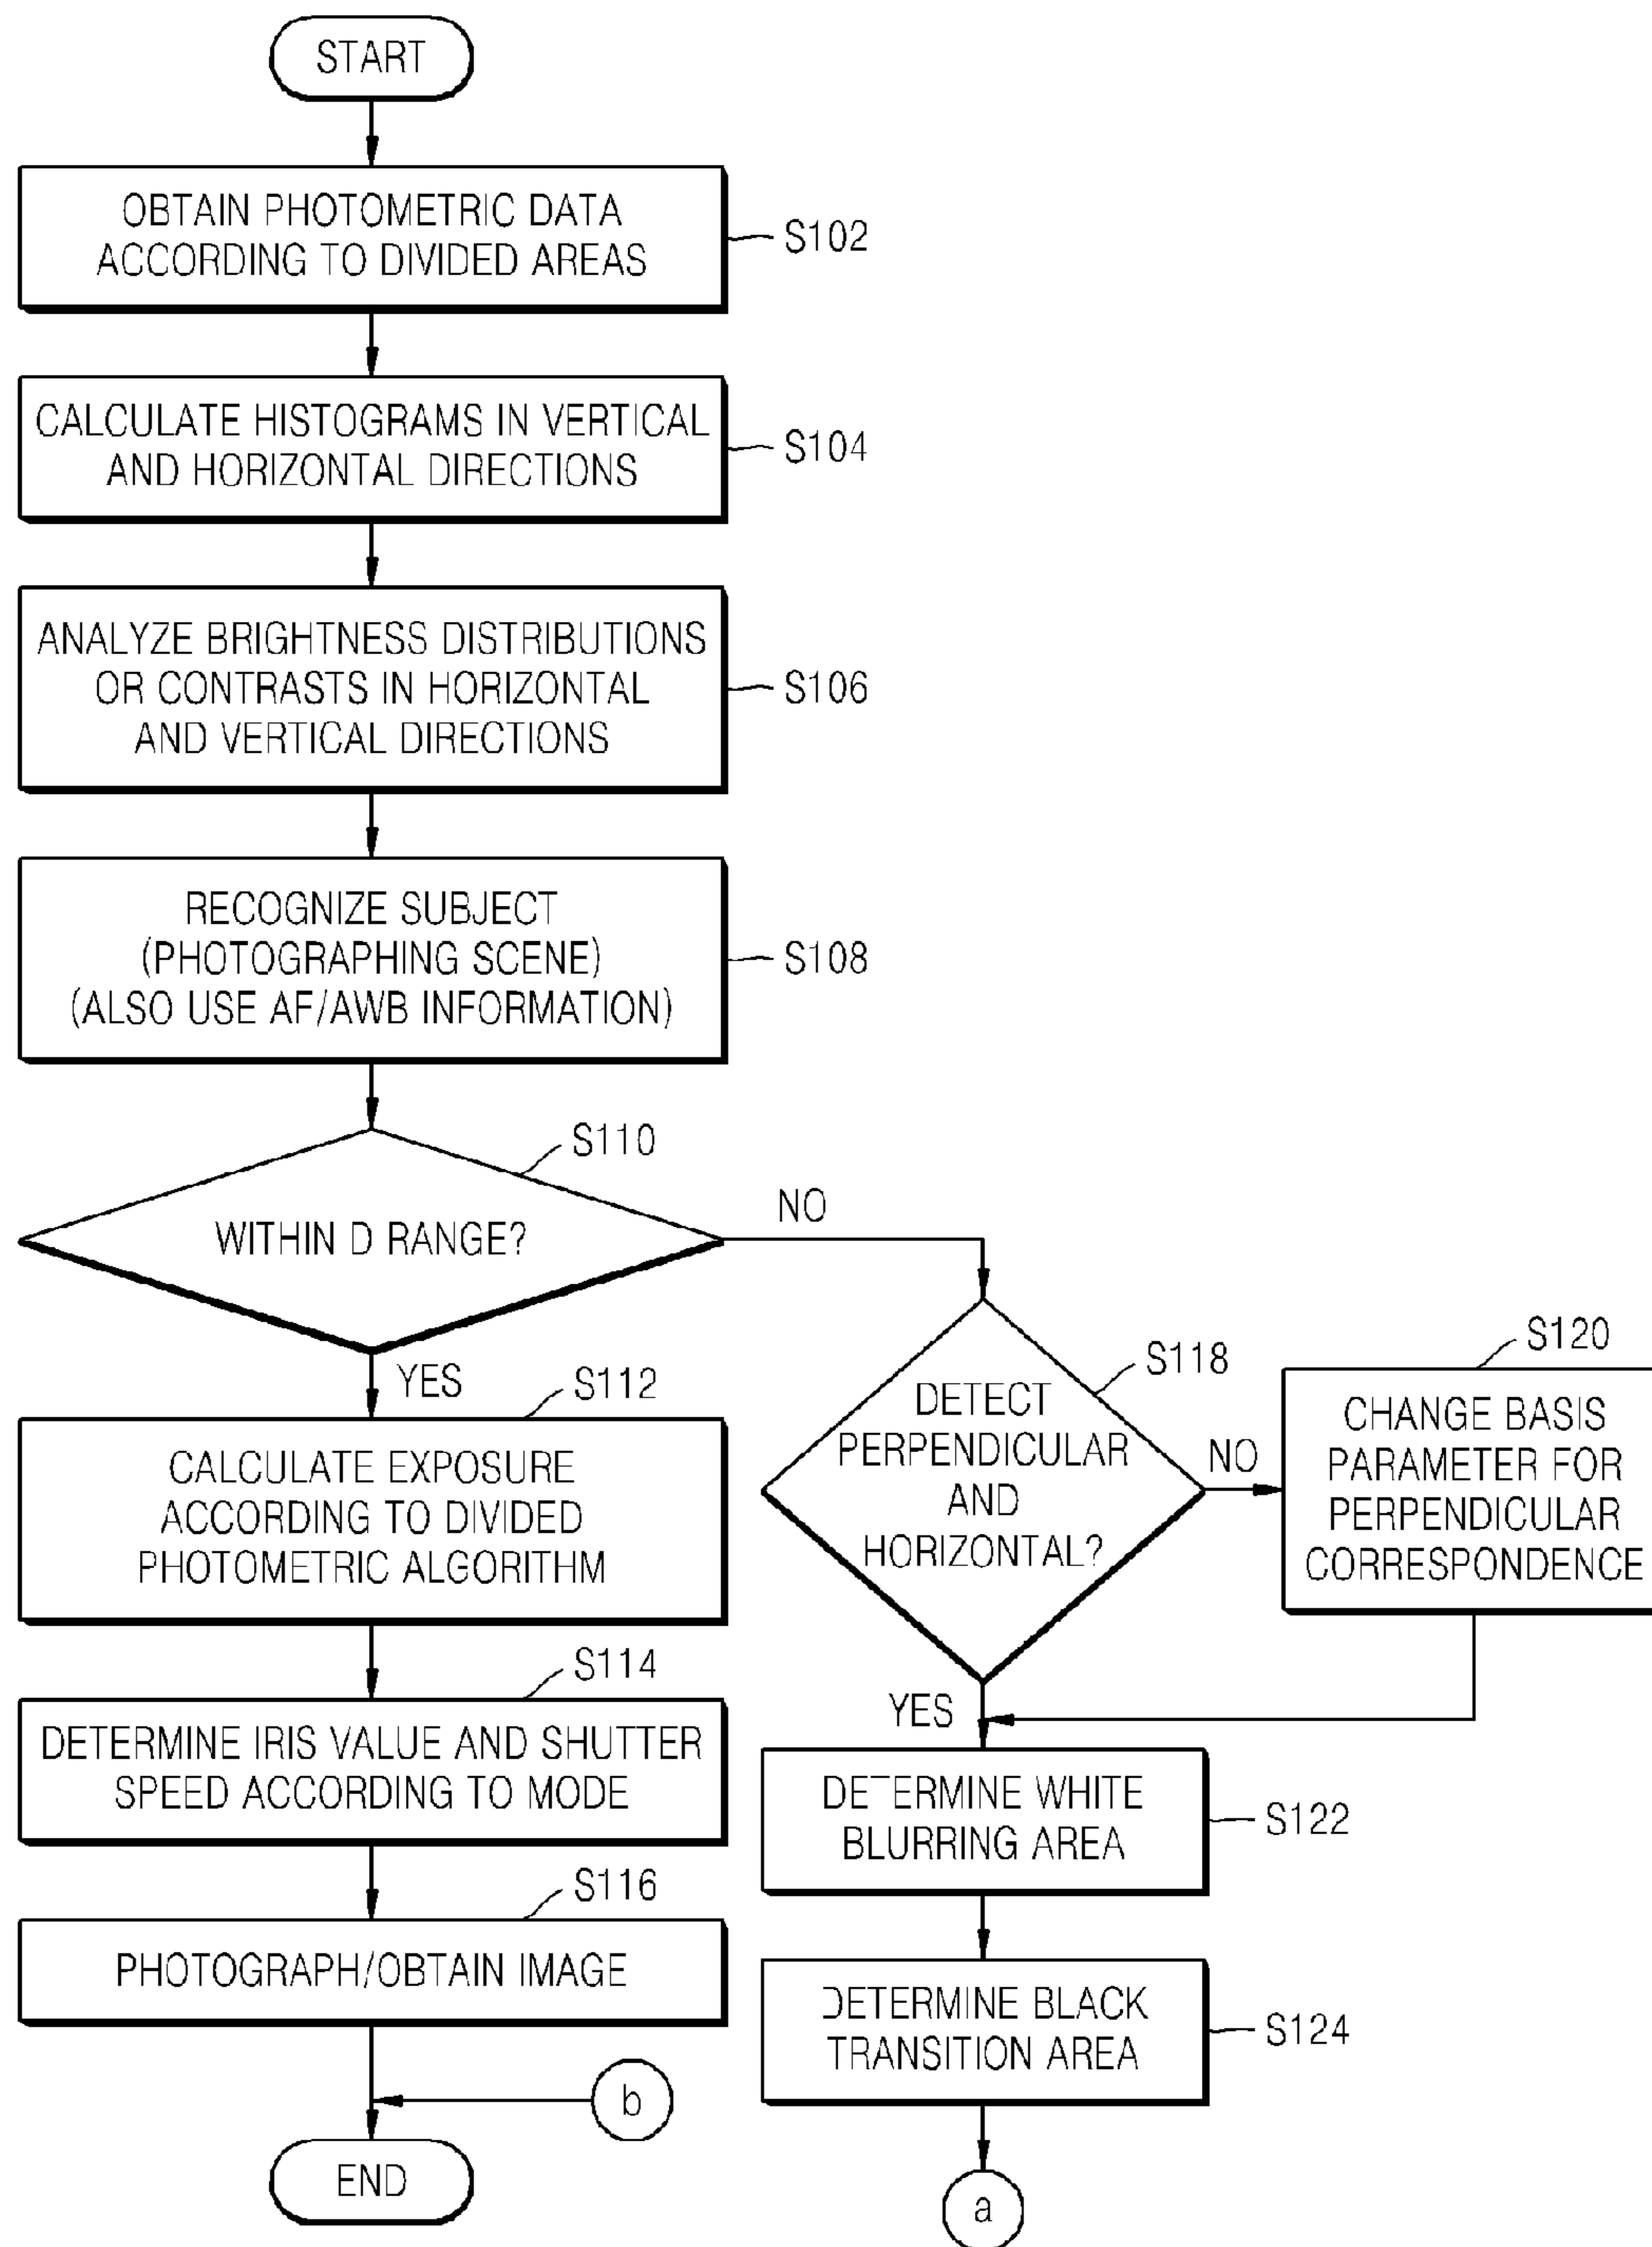 START
OBTAIN PHOTOMETRIC DATA
ACCORDING TO DIVIDED AREAS
S102
CALCULATE HISTOGRAMS IN VERTICAL
AND HORIZONTAL DIRECTIONS
S104
ANALYZE BRIGHTNESS DISTRIBUTIONS
OR CONTRASTS IN HORIZONTAL
AND VERTICAL DIRECTIONS
S106
RECOGNIZE SUBJECT
(PHOTOGRAPHING SCENE)
(ALSO USE AF/AWB INFORMATION)
S108
S110
WITHIN D RANGE?
NO
YES
S112
CALCULATE EXPOSURE
ACCORDING TO DIVIDED
PHOTOMETRIC ALGORITHM
S114
DETERMINE IRIS VALUE AND SHUTTER
SPEED ACCORDING TO MODE
S116
PHOTOGRAPH/OBTAIN IMAGE
b
END
S118
DETECT
PERPENDICULAR
AND
HORIZONTAL?
NO
YES
S120
CHANGE BASIS
PARAMETER FOR
PERPENDICULAR
CORRESPONDENCE
DETERMINE WHITE
BLURRING AREA
S122
DETERMINE BLACK
TRANSITION AREA
S124
a